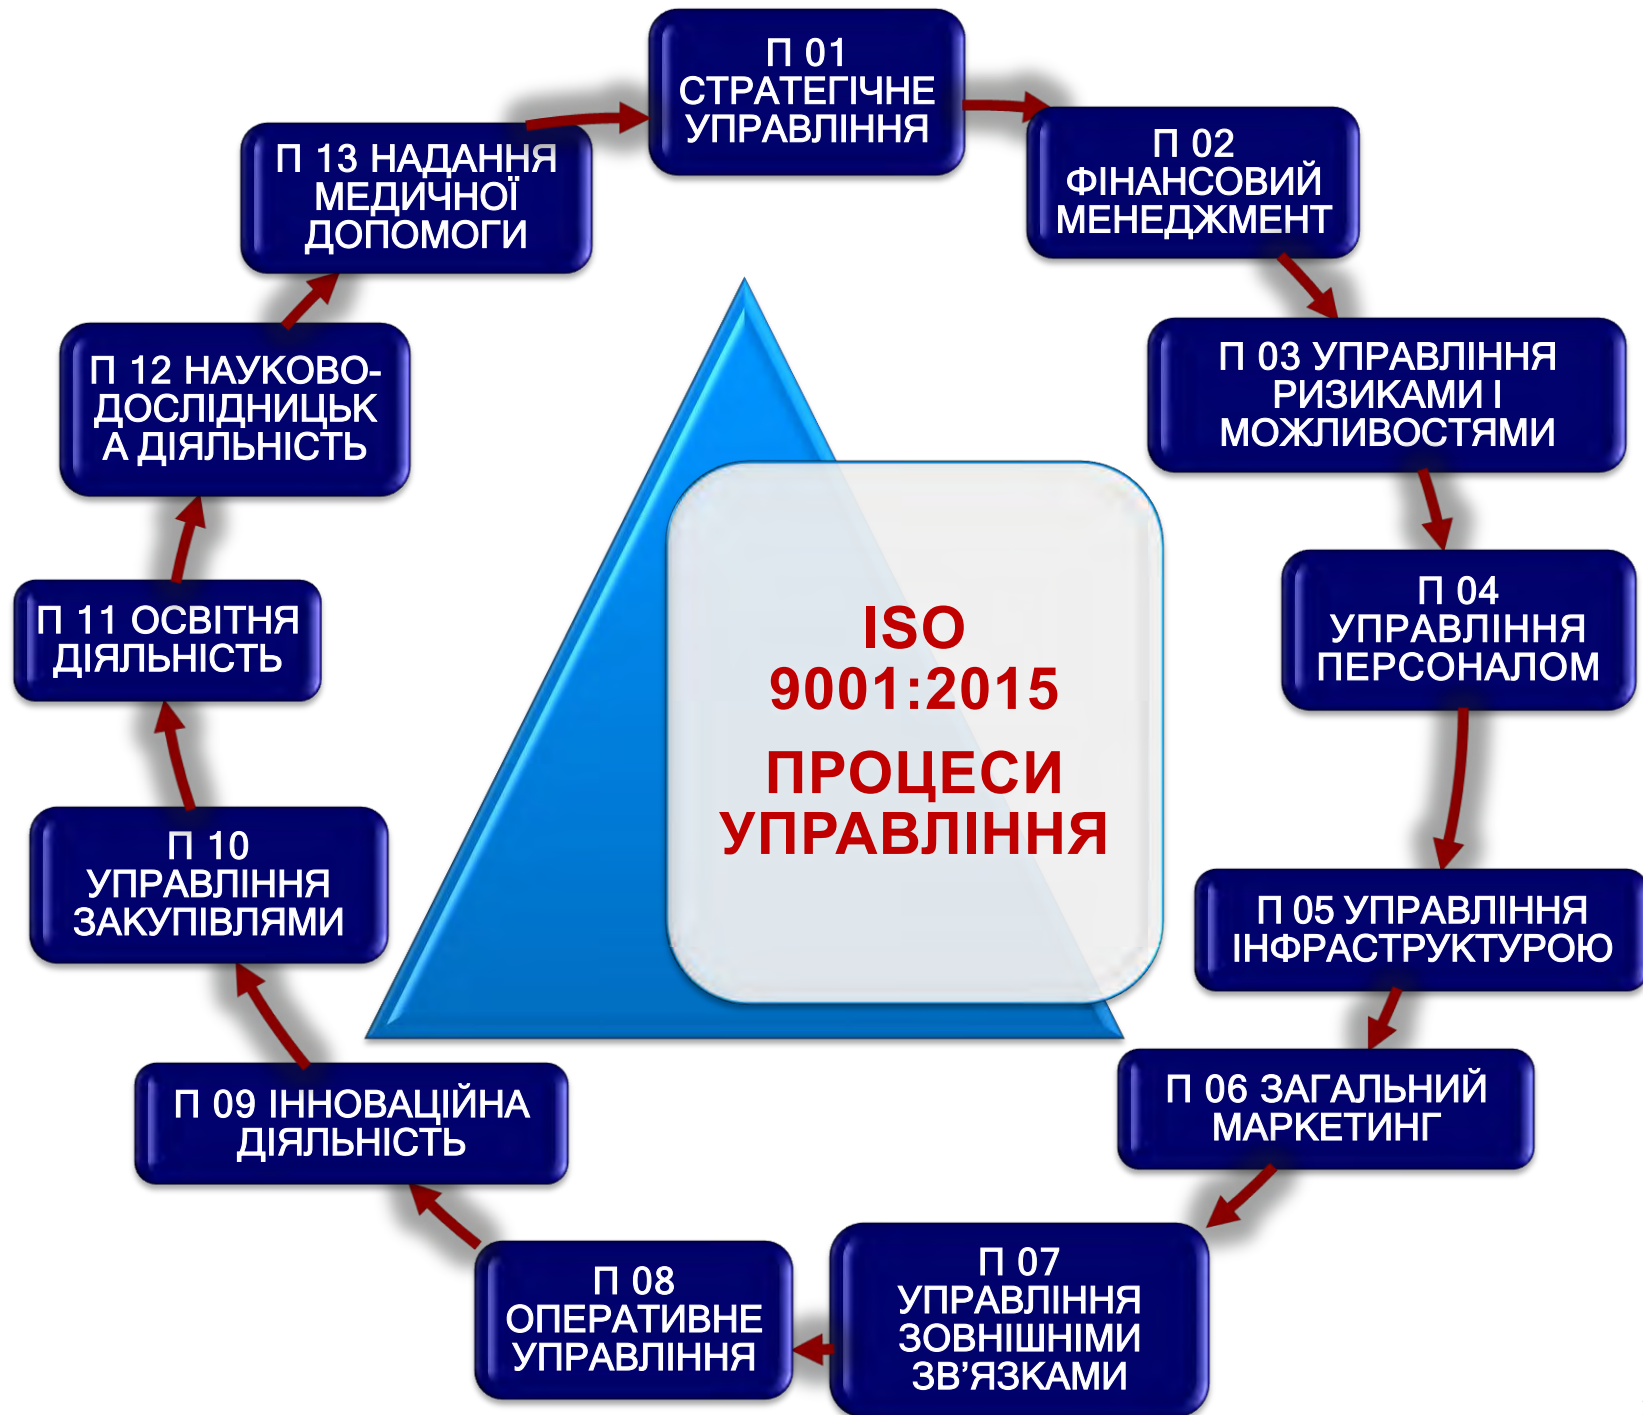 П 01
СТРАТЕГІЧНЕ
УПРАВЛІННЯ
П 02
ФІНАНСОВИЙ
МЕНЕДЖМЕНТ
П 03 УПРАВЛІННЯ
РИЗИКАМИ І
МОЖЛИВОСТЯМИ
П 04
УПРАВЛІННЯ
ПЕРСОНАЛОМ
П 05 УПРАВЛІННЯ
ІНФРАСТРУКТУРОЮ
П 06 ЗАГАЛЬНИЙ
МАРКЕТИНГ
П 07
УПРАВЛІННЯ
ЗОВНІШНІМИ
ЗВ’ЯЗКАМИ
П 08
ОПЕРАТИВНЕ
УПРАВЛІННЯ
П 09 ІННОВАЦІЙНА
ДІЯЛЬНІСТЬ
П 10
УПРАВЛІННЯ
ЗАКУПІВЛЯМИ
П 11 ОСВІТНЯ
ДІЯЛЬНІСТЬ
П 12 НАУКОВО-
ДОСЛІДНИЦЬК
А ДІЯЛЬНІСТЬ
П 13 НАДАННЯ
МЕДИЧНОЇ
ДОПОМОГИ
ISO
9001:2015
ПРОЦЕСИ
УПРАВЛІННЯ